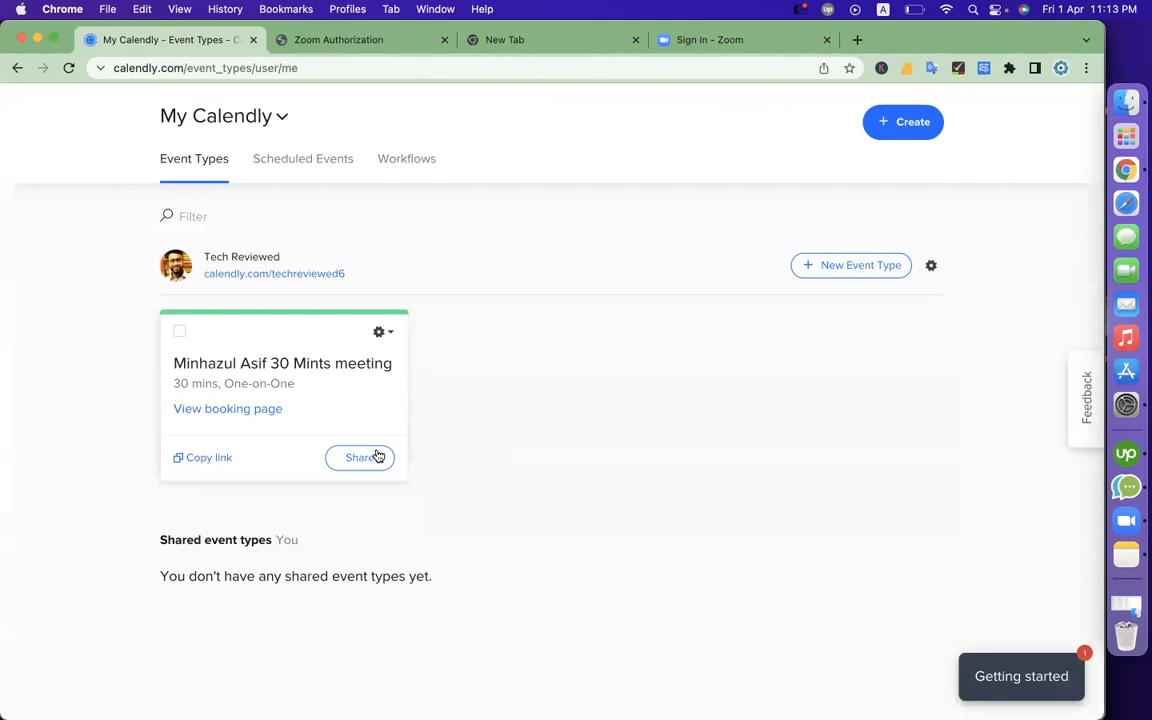 Chrome File Edit View History Bookmarks Profiles Tab Window Help
A Fri 1 Apr 11:13 PM
My Calendly - Event Types - C
Zoom Authorization
New Tab
Sign In - Zoom
calendly.com/event_types/user/me
My Calendly
+ Create
Event Types Scheduled Events Workflows
Filter
Tech Reviewed
calendly.com/techreviewed6
+ New Event Type
Minhazul Asif 30 Mints meeting
30 mins, One-on-One
View booking page
Copy link
Share
Feedback
Shared event types You
You don't have any shared event types yet.
Getting started
1
up